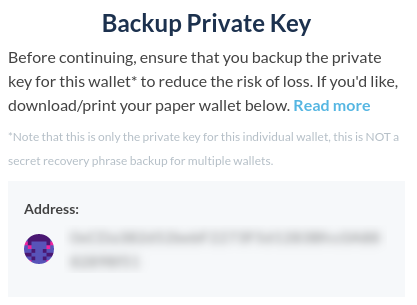 Backup Private Key
Before continuing, ensure that you backup the private
key for this wallet* to reduce the risk of loss. If you'd like,
download/print your paper wallet below. Read more
*Note that this is only the private key for this individual wallet, this is NOT a
secret recovery phrase backup for multiple wallets.
Address: